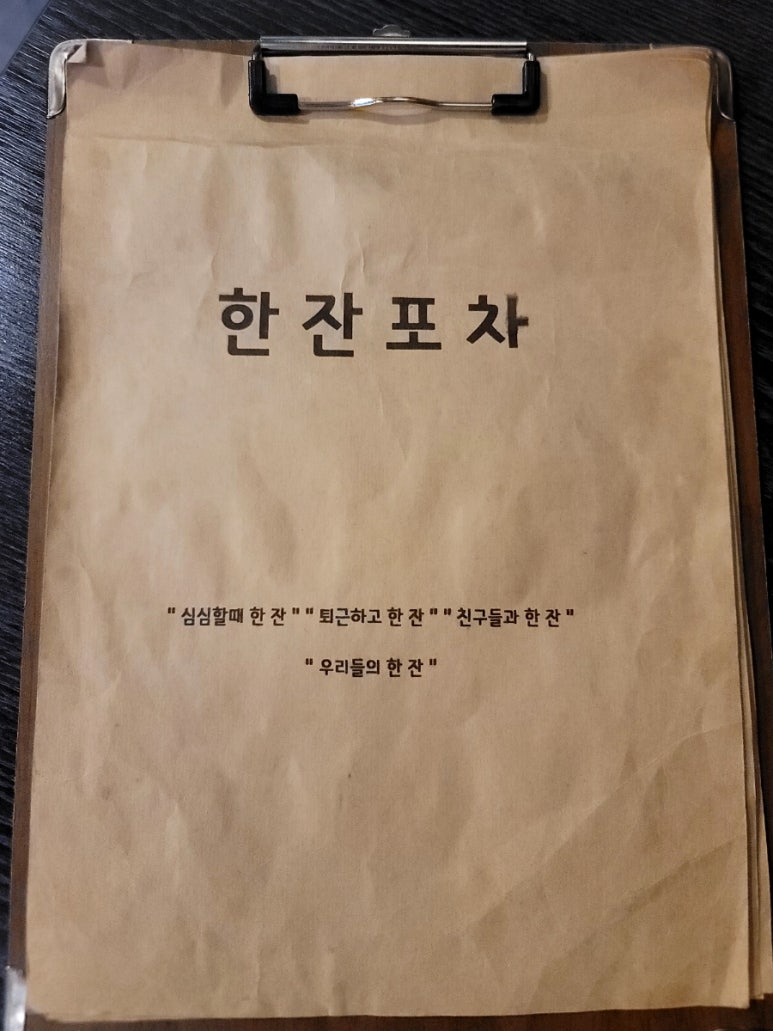 한 잔 포 차
" 심심할때 한 잔 " " 퇴근하고 한 잔 " " 친구들과 한 잔 "
" 우리들의 한 잔 "